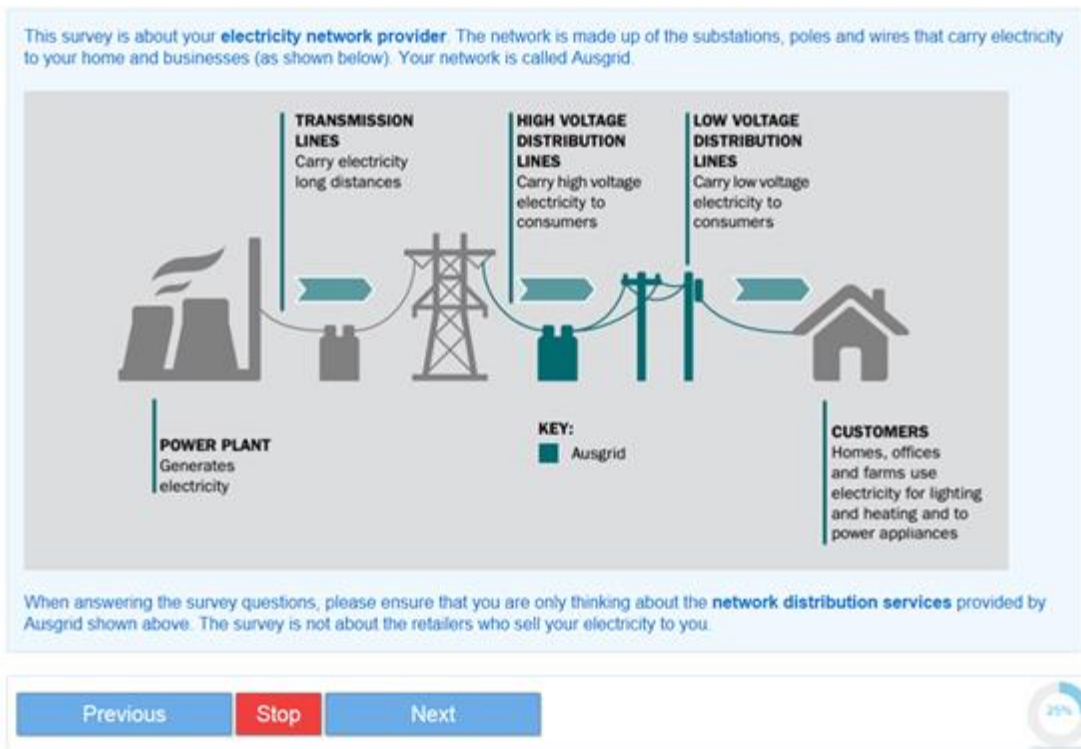 This survey is about your electricity network provider. The network is made up of the substations, poles and wires that carry electricity
to your home and businesses (as shown below). Your network is called Ausgrid.
TRANSMISSION
LINES
Carry electricity
long distances
HIGH VOLTAGE
DISTRIBUTION
LINES
Carry high voltage
electricity to
consumers
LOW VOLTAGE
DISTRIBUTION
LINES
Carry low voltage
electricity to
consumers
POWER PLANT
Generates
electricity
KEY:
Ausgrid
CUSTOMERS
Homes, offices
and farms use
electricity for lighting
and heating and to
power appliances
When answering the survey questions, please ensure that you are only thinking about the network distribution services provided by
Ausgrid shown above. The survey is not about the retailers who sell your electricity to you.
Previous
Stop
Next
25%